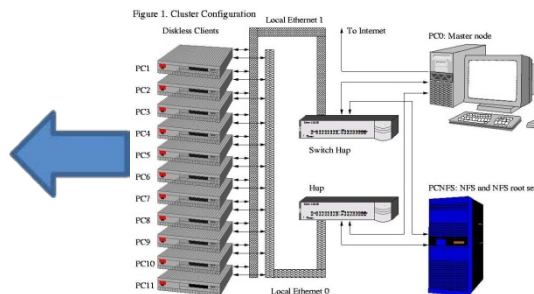 Figure 1. Cluster Configuration
Local Ethernet 1
Diskless Clients
To Internet
PC0: Master node
PC1
PC2
PC3
PC4
PC5
PC6
PC7
PC8
PC9
PC10
PC11
Switch Hup
Hup
PCNFS: NFS and NFS root se
Local Ethernet 0